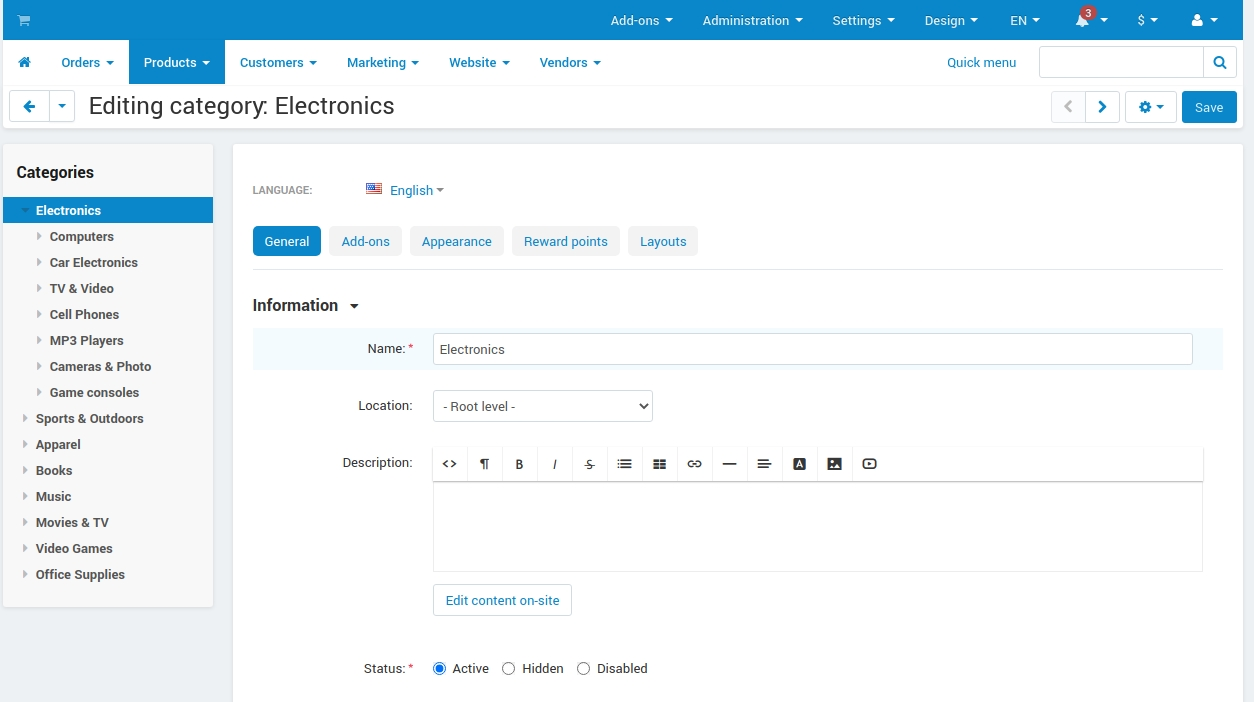 Add-ons Administration Settings Design EN 3 $
Orders Products Customers Marketing Website Vendors Quick menu
Editing category: Electronics Save
Categories
Electronics
Computers
Car Electronics
TV & Video
Cell Phones
MP3 Players
Cameras & Photo
Game consoles
Sports & Outdoors
Apparel
Books
Music
Movies & TV
Video Games
Office Supplies
LANGUAGE: English
General Add-ons Appearance Reward points Layouts
Information
Name: * Electronics
Location: - Root level -
Description: <> ¶ B I S A
Edit content on-site
Status: * Active Hidden Disabled